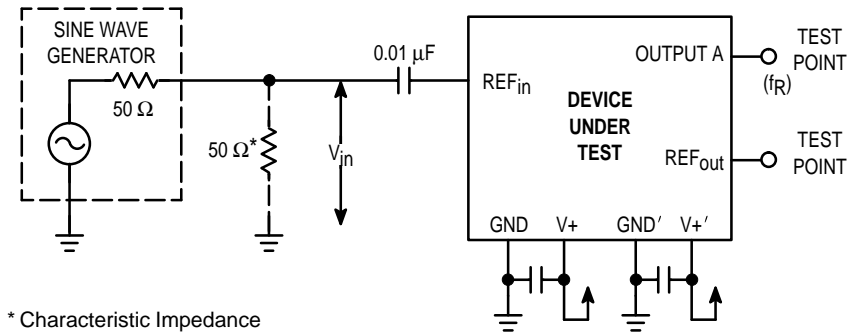 SINE WAVE
GENERATOR
50 Ω
50 Ω*
Vin
0.01 µF
REFin
DEVICE
UNDER
TEST
OUTPUT A
(fR)
TEST
POINT
REFout
TEST
POINT
GND
V+
GND′
V+′
* Characteristic Impedance